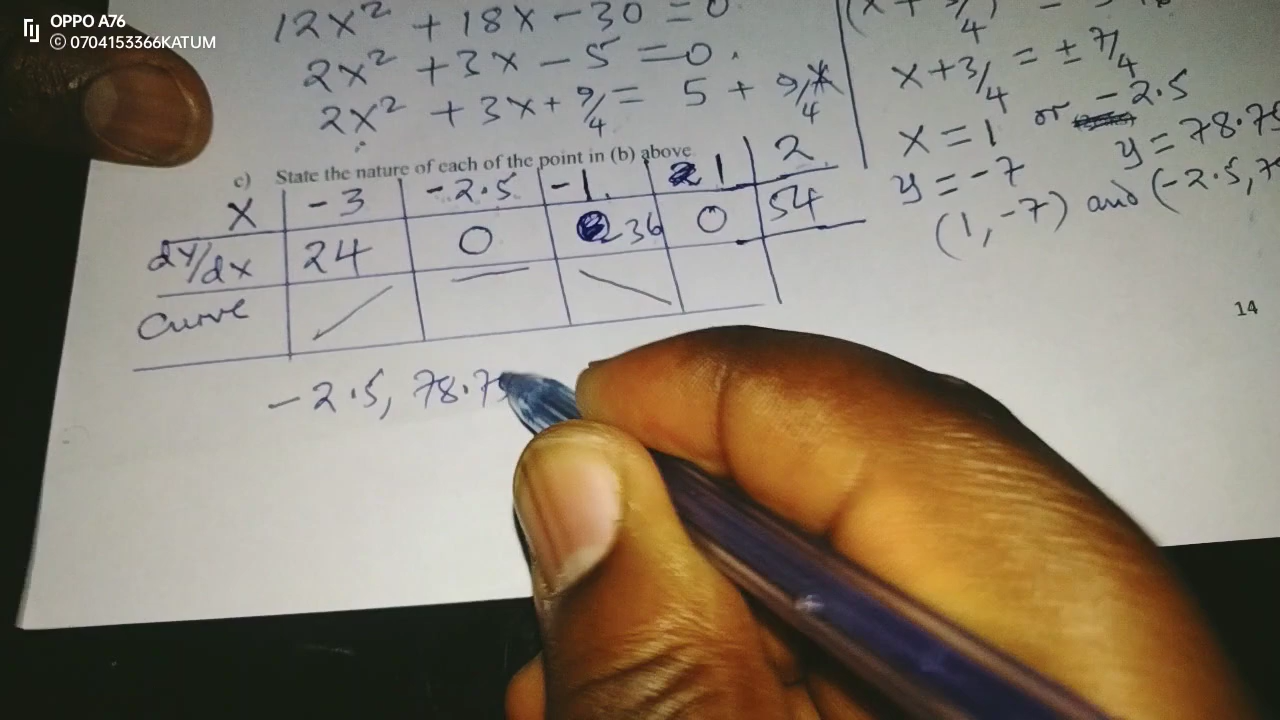 OPPO A76
© 0704153366KATUM
12x² + 18x - 30 = 0
2x² + 3x - 5 = 0.
2x² + 3x + 9/4 = 5 + 9/4
x + 3/4 = ± 7/4
x = 1 or -2.5
y = -7 y = 78.75
(1, -7) and (-2.5, 7
c) State the nature of each of the point in (b) above
X -3 -2.5 -1 1 2
dy/dx 24 0 36 0 54
Curve
-2.5, 78.75
14